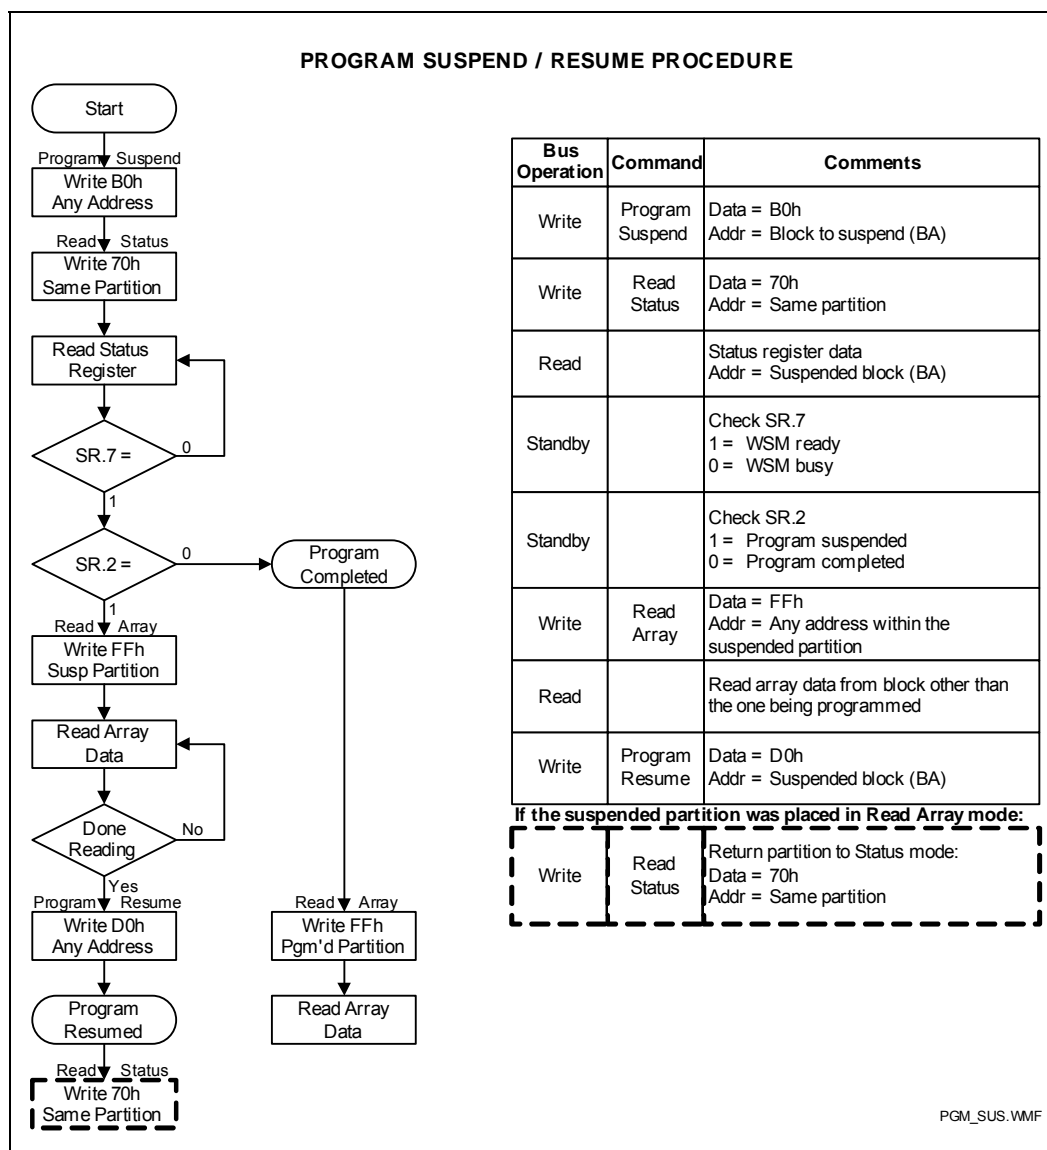 PROGRAM SUSPEND / RESUME PROCEDURE
Start
Program Suspend
Write B0h
Any Address
Read Status
Write 70h
Same Partition
Read Status
Register
SR.7 =
0
1
SR.2 =
0
Program
Completed
1
Read Array
Write FFh
Susp Partition
Read Array
Data
Done
Reading
No
Yes
Program Resume
Write D0h
Any Address
Program
Resumed
Read Status
Write 70h
Same Partition
Read Array
Write FFh
Pgm'd Partition
Read Array
Data
Bus
Operation
Command
Comments
Write
Program
Suspend
Data = B0h
Addr = Block to suspend (BA)
Write
Read
Status
Data = 70h
Addr = Same partition
Read
Status register data
Addr = Suspended block (BA)
Standby
Check SR.7
1 = WSM ready
0 = WSM busy
Standby
Check SR.2
1 = Program suspended
0 = Program completed
Write
Read
Array
Data = FFh
Addr = Any address within the
suspended partition
Read
Read array data from block other than
the one being programmed
Write
Program
Resume
Data = D0h
Addr = Suspended block (BA)
If the suspended partition was placed in Read Array mode:
Write
Read
Status
Return partition to Status mode:
Data = 70h
Addr = Same partition
PGM_SUS.WMF